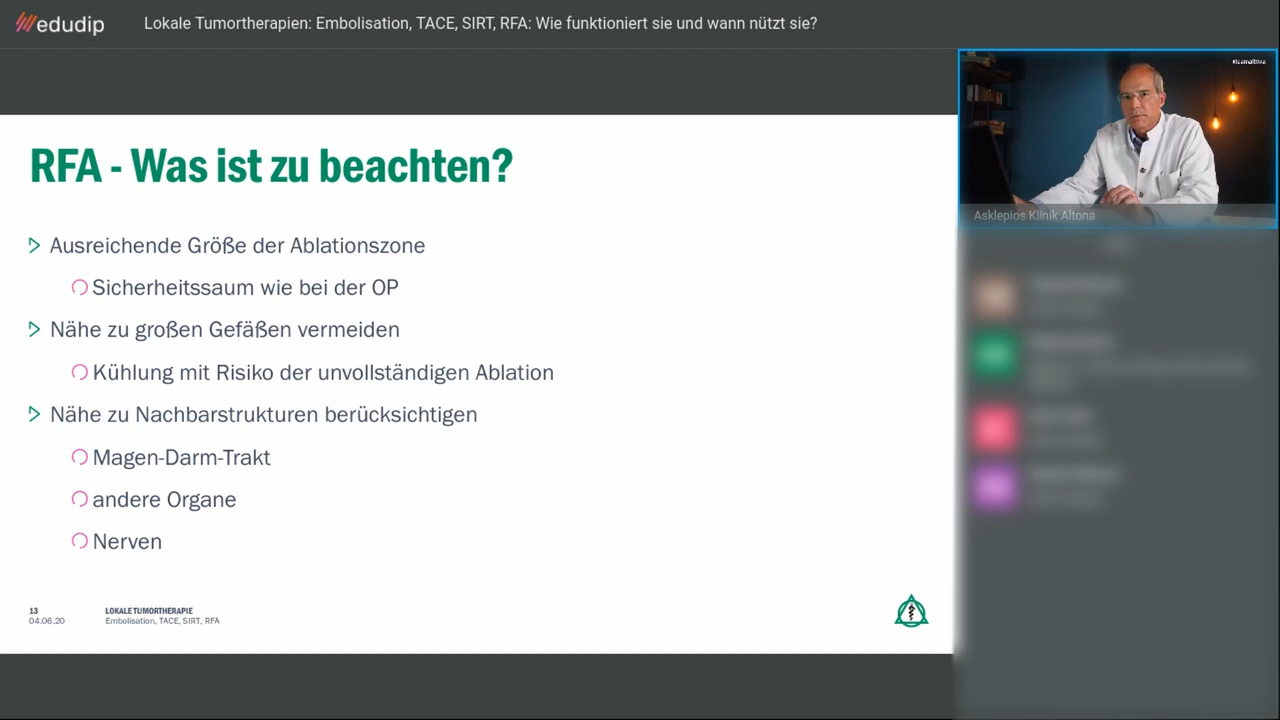 edudip
Lokale Tumortherapien: Embolisation, TACE, SIRT, RFA: Wie funktioniert sie und wann nützt sie?
RFA - Was ist zu beachten?
Ausreichende Größe der Ablationszone
Sicherheitssaum wie bei der OP
Nähe zu großen Gefäßen vermeiden
Kühlung mit Risiko der unvollständigen Ablation
Nähe zu Nachbarstrukturen berücksichtigen
Magen-Darm-Trakt
andere Organe
Nerven
13
04.06.20
LOKALE TUMORTHERAPIE
Embolisation, TACE, SIRT, RFA
#teamaltona
Asklepios Klinik Altona